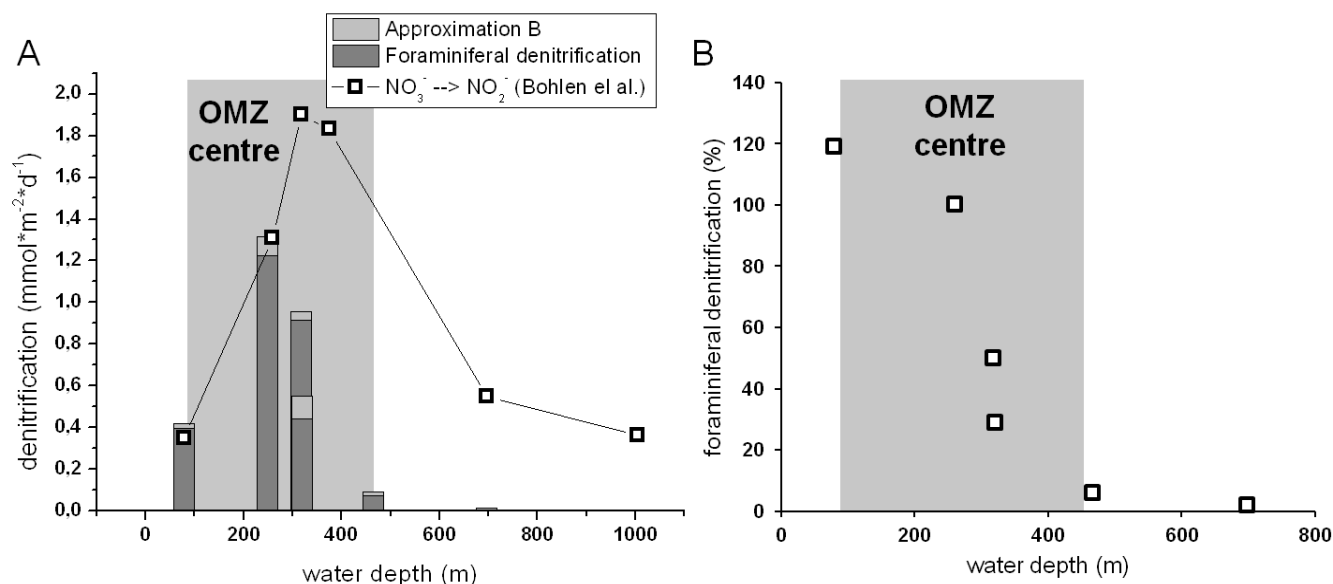 A
Approximation B
Foraminiferal denitrification
NO₃⁻ --> NO₂⁻ (Bohlen et al.)
OMZ
centre
denitrification (mmol*m⁻²*d⁻¹)
2.0
1.8
1.6
1.4
1.2
1.0
0.8
0.6
0.4
0.2
0.0
0 200 400 600 800 1000
water depth (m)
B
OMZ
centre
foraminiferal denitrification (%)
140
120
100
80
60
40
20
0
0 200 400 600 800
water depth (m)